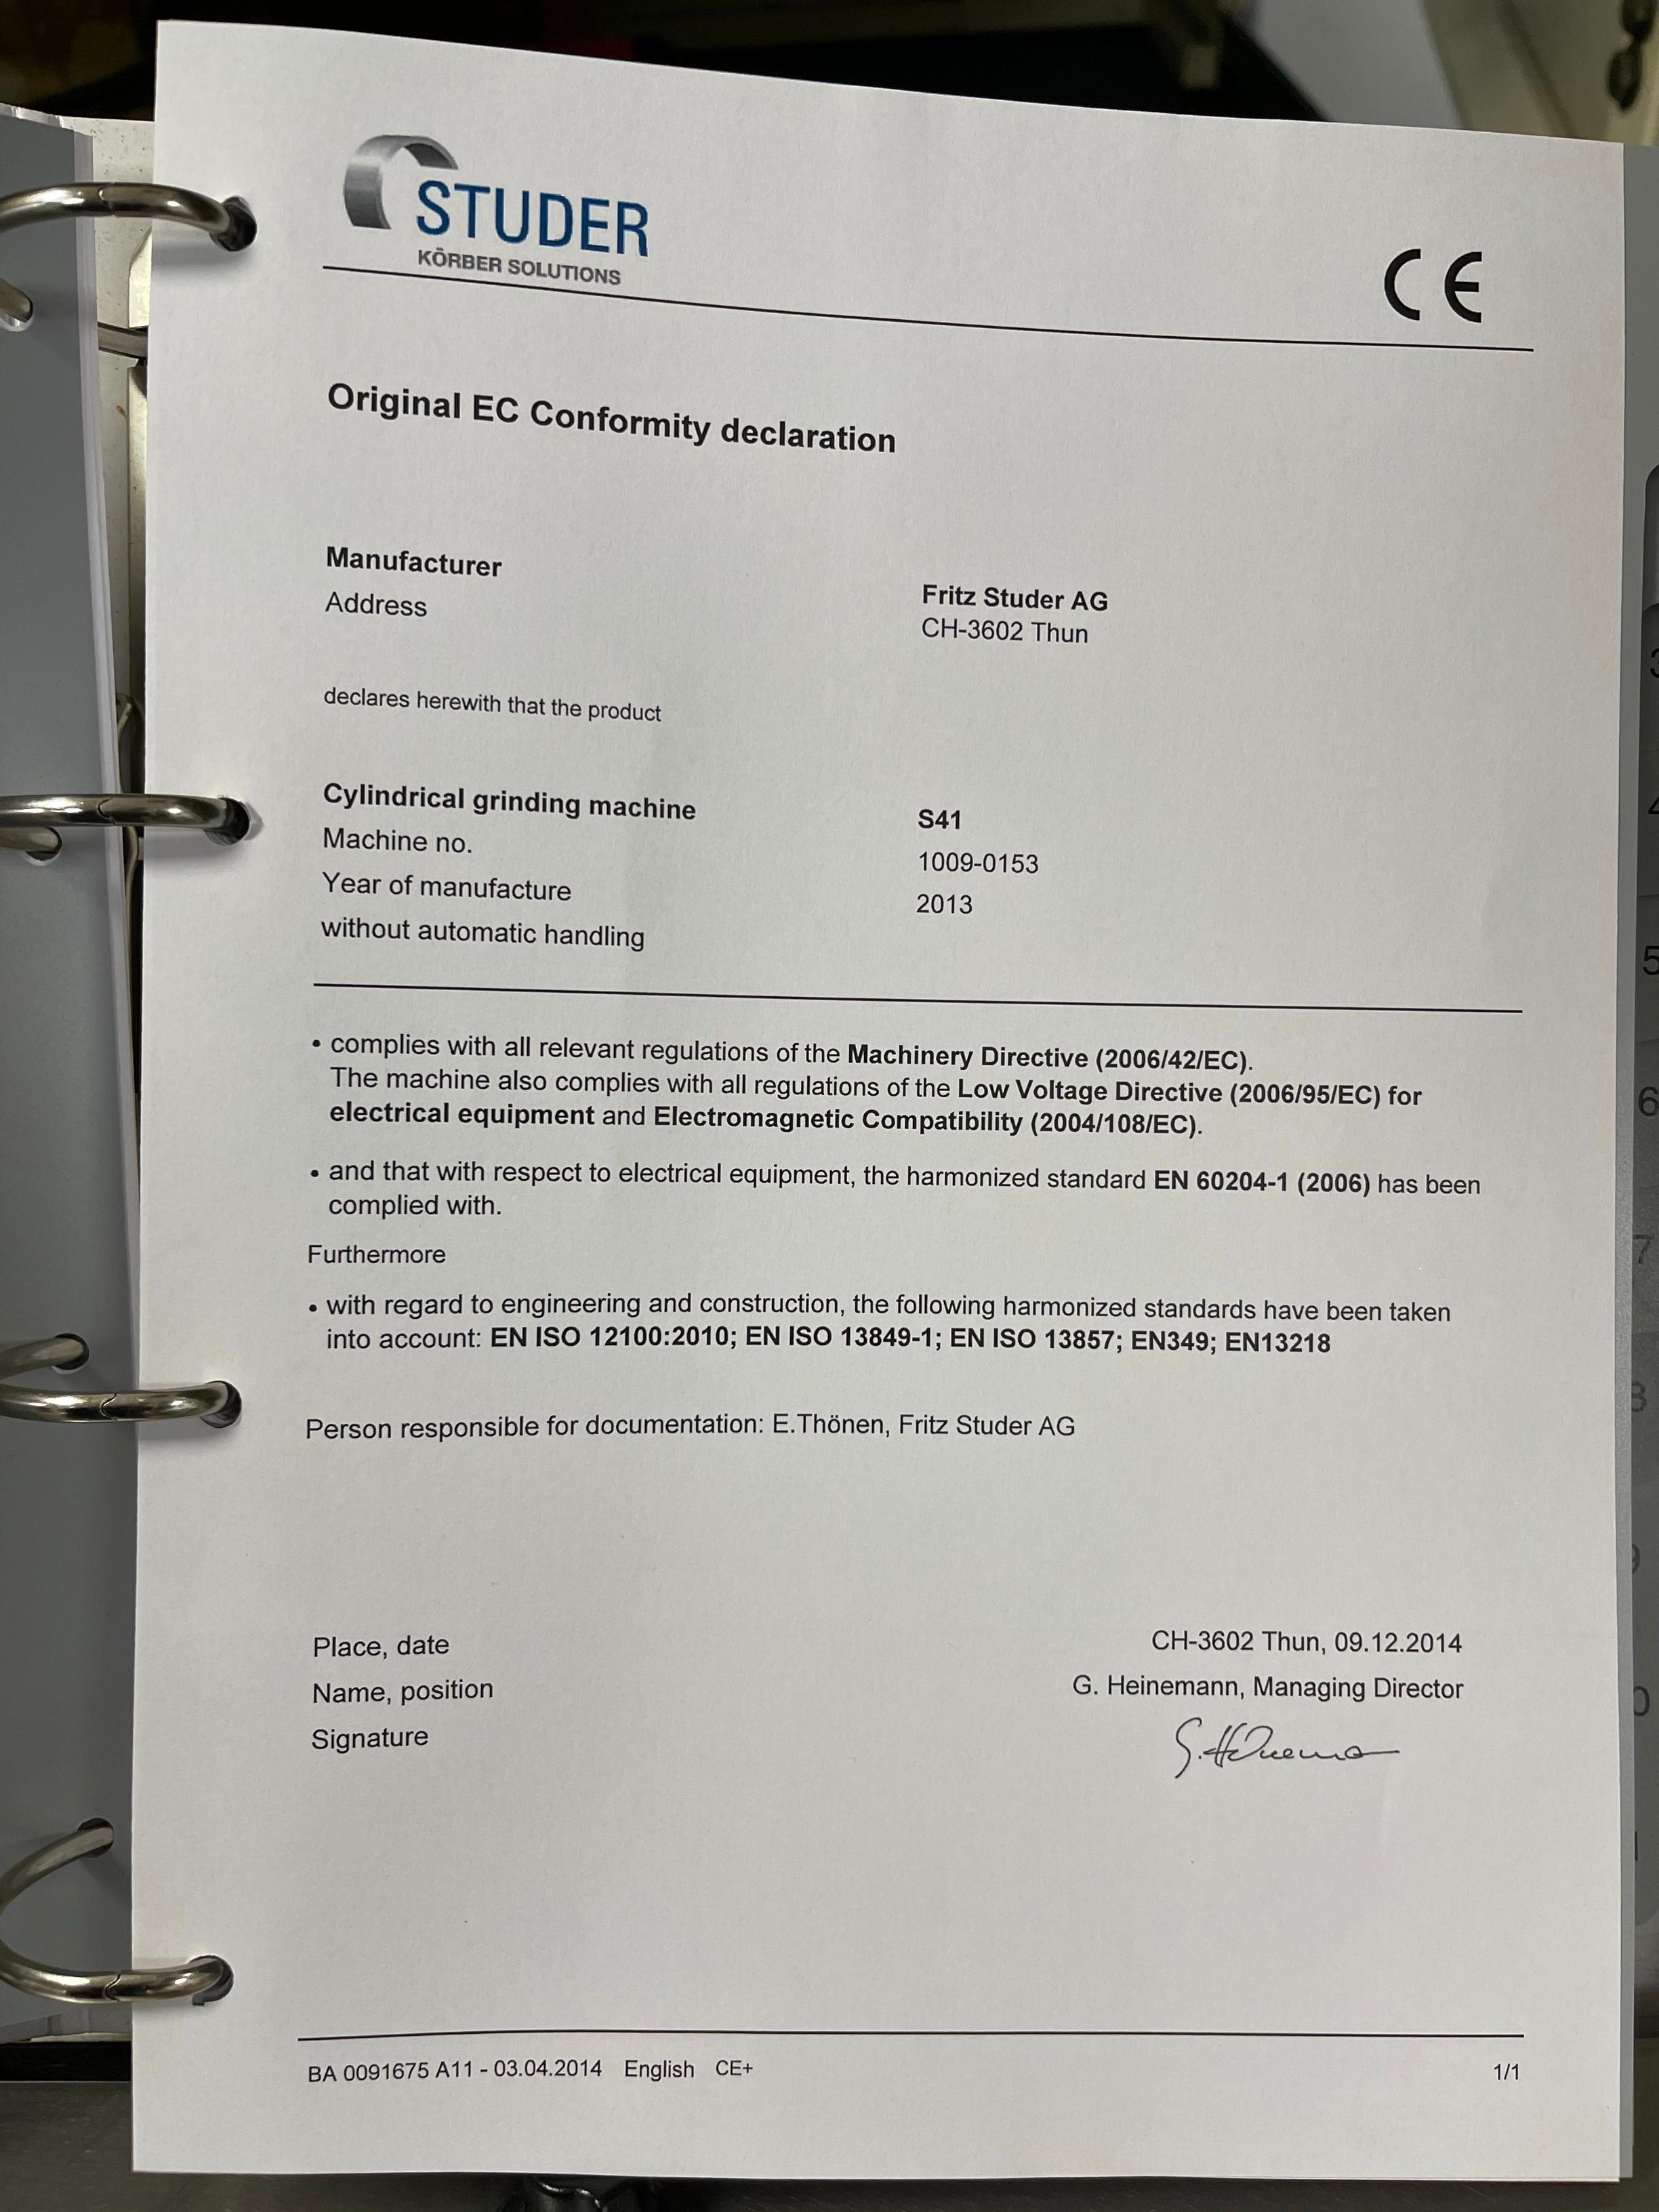 STUDER
KÖRBER SOLUTIONS
CE
Original EC Conformity declaration
Manufacturer
Address
Fritz Studer AG
CH-3602 Thun
declares herewith that the product
Cylindrical grinding machine S41
Machine no. 1009-0153
Year of manufacture 2013
without automatic handling
• complies with all relevant regulations of the Machinery Directive (2006/42/EC).
The machine also complies with all regulations of the Low Voltage Directive (2006/95/EC) for
electrical equipment and Electromagnetic Compatibility (2004/108/EC).
• and that with respect to electrical equipment, the harmonized standard EN 60204-1 (2006) has been
complied with.
Furthermore
• with regard to engineering and construction, the following harmonized standards have been taken
into account: EN ISO 12100:2010; EN ISO 13849-1; EN ISO 13857; EN349; EN13218
Person responsible for documentation: E.Thönen, Fritz Studer AG
Place, date CH-3602 Thun, 09.12.2014
Name, position G. Heinemann, Managing Director
Signature
BA 0091675 A11 - 03.04.2014 English CE+ 1/1
5
6
7